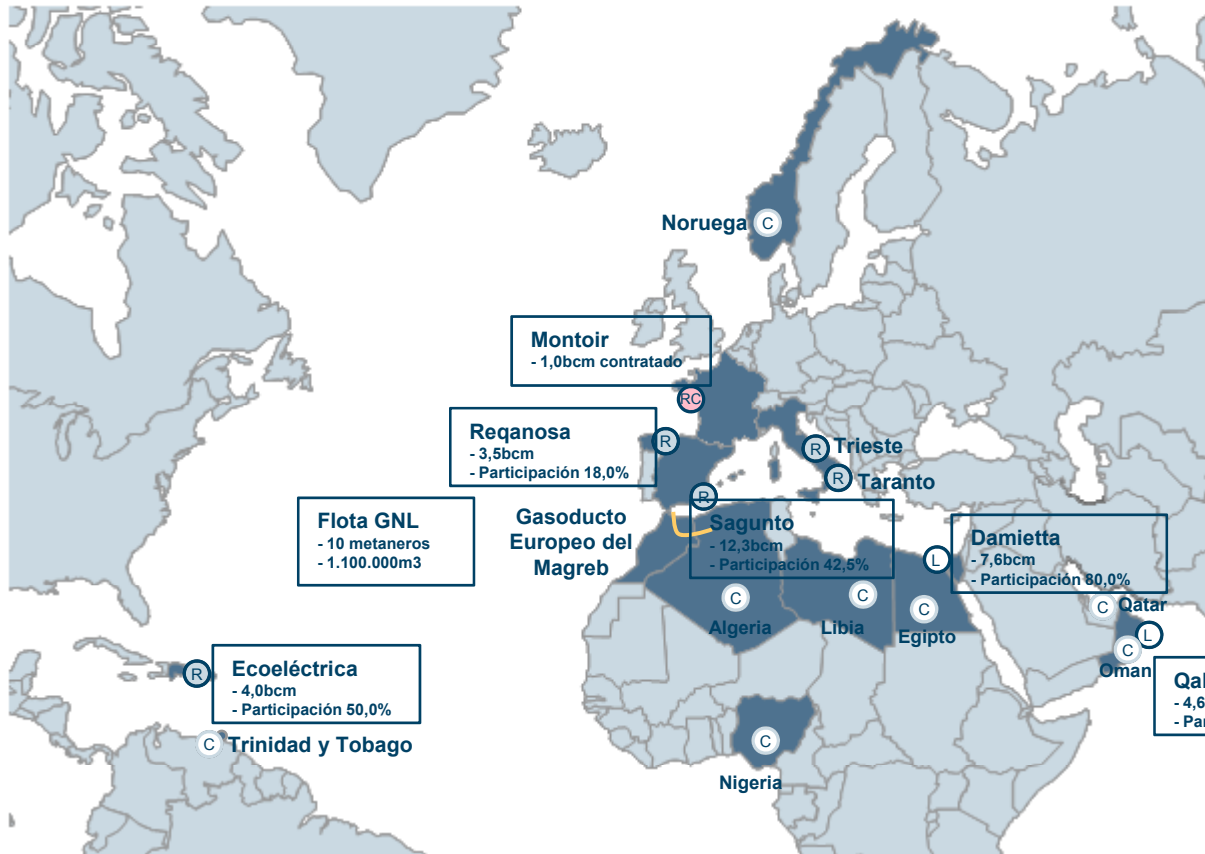 Noruega
C
Montoir
- 1,0bcm contratado
RC
Reqanosa
- 3,5bcm
- Participación 18,0%
R
R
Trieste
R
Taranto
R
Flota GNL
- 10 metaneros
- 1.100.000m3
Gasoducto
Europeo del
Magreb
Sagunto
- 12,3bcm
- Participación 42,5%
Damietta
- 7,6bcm
- Participación 80,0%
L
C
Algeria
C
Libia
C
Egipto
C
Qatar
L
C
Oman
4,6
Ecoeléctrica
- 4,0bcm
- Participación 50,0%
R
C
Trinidad y Tobago
C
Nigeria